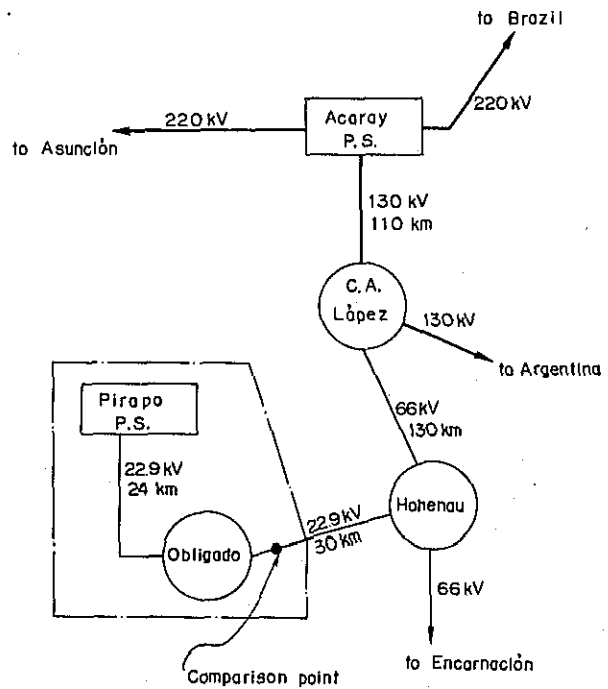 to Brazil
220 kV
220 kV
to Asunción
Acaray
P.S.
130 kV
110 km
C. A.
López
130 kV
to Argentina
66 kV
130 km
Pirapo
P.S.
22.9 kV
24 km
Obligado
22.9 kV
30 km
Hohenau
66 kV
to Encarnación
Comparison point